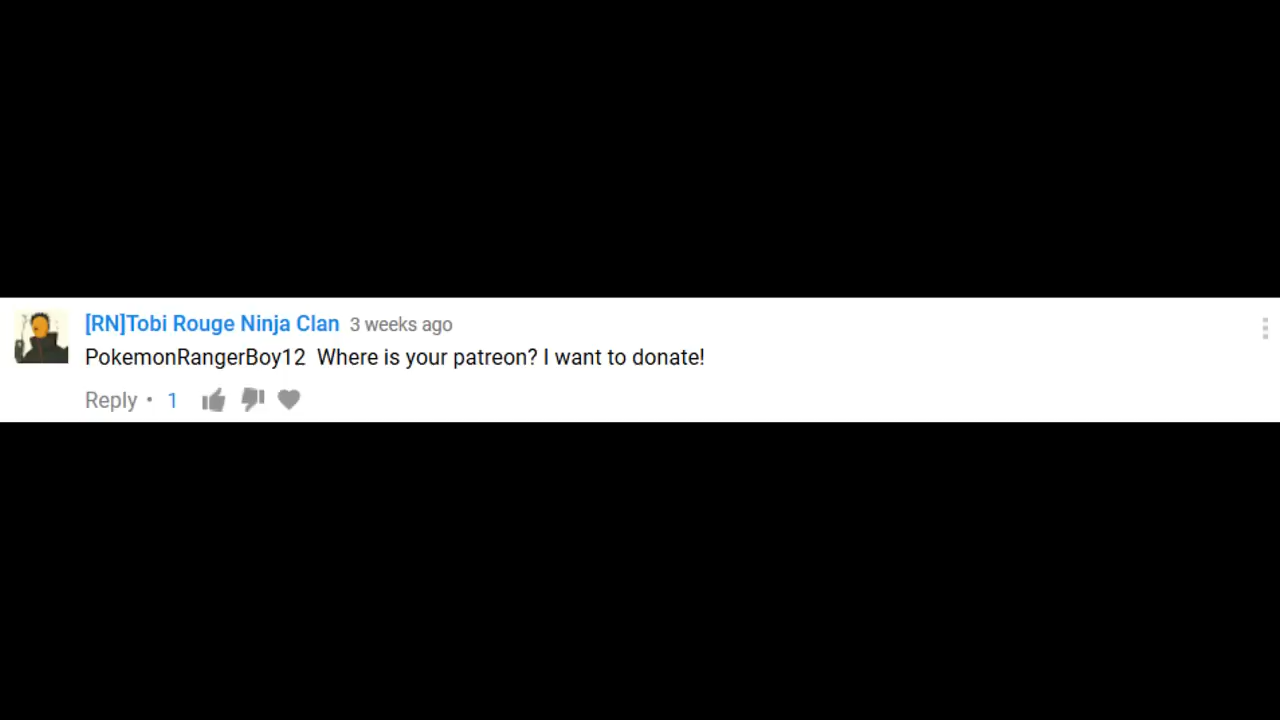 [RN]Tobi Rouge Ninja Clan 3 weeks ago
PokemonRangerBoy12 Where is your patreon? I want to donate!
Reply • 1